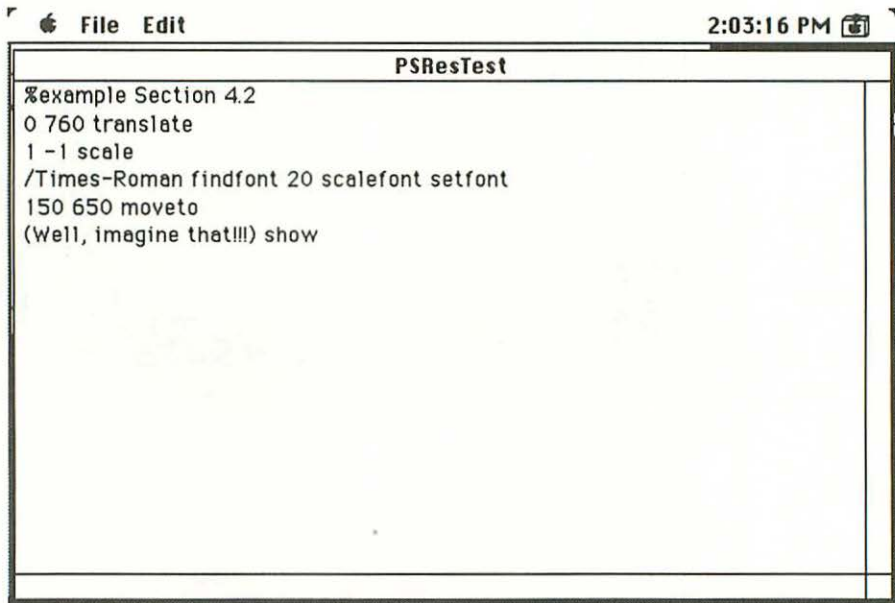 File Edit 2:03:16 PM
PSResTest
%example Section 4.2
0 760 translate
1 -1 scale
/Times-Roman findfont 20 scalefont setfont
150 650 moveto
(Well, imagine that!!!) show